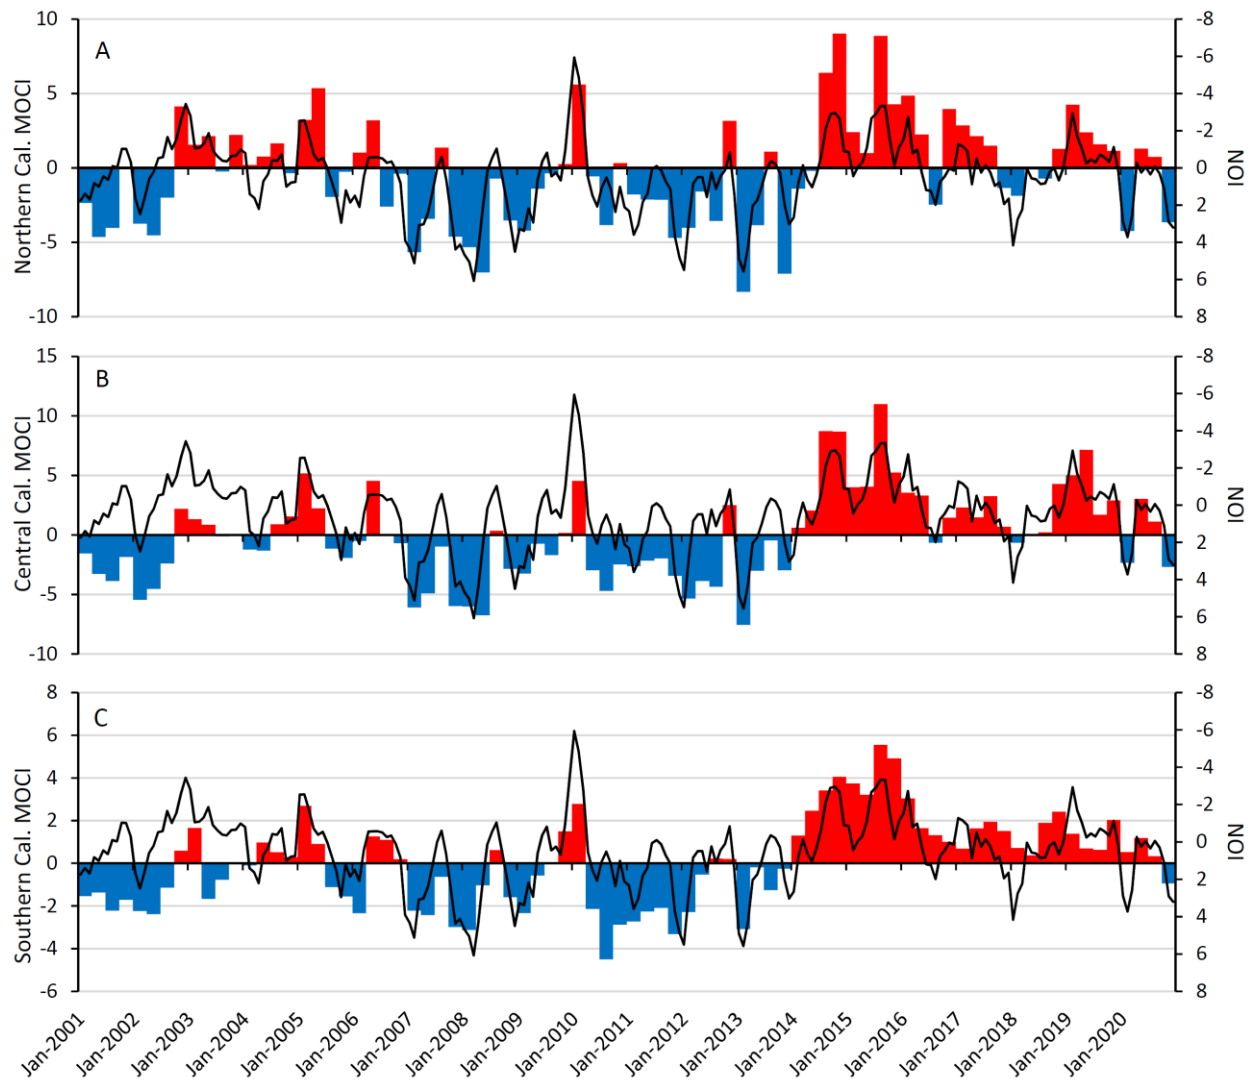 A
Northern Cal. MOCI
10
5
0
-5
-10
-8
-6
-4
-2
0
2
4
6
8
NOI
B
Central Cal. MOCI
15
10
5
0
-5
-10
-8
-6
-4
-2
0
2
4
6
8
NOI
C
Southern Cal. MOCI
8
6
4
2
0
-2
-4
-6
-8
-6
-4
-2
0
2
4
6
8
NOI
Jan-2001
Jan-2002
Jan-2003
Jan-2004
Jan-2005
Jan-2006
Jan-2007
Jan-2008
Jan-2009
Jan-2010
Jan-2011
Jan-2012
Jan-2013
Jan-2014
Jan-2015
Jan-2016
Jan-2017
Jan-2018
Jan-2019
Jan-2020